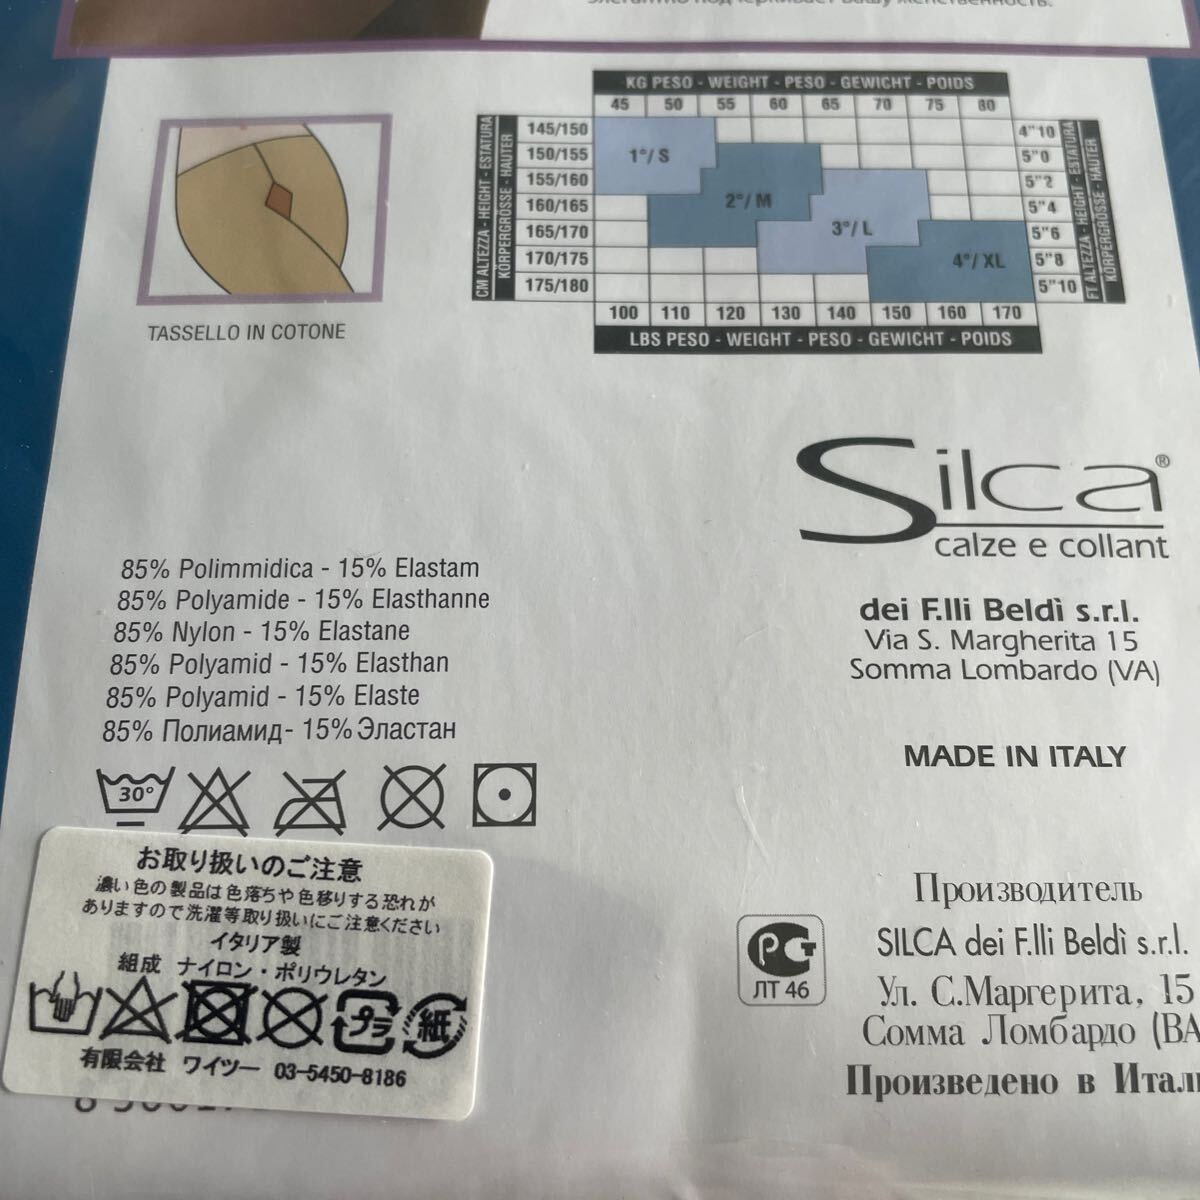 Элегантно подчеркивает Вашу женственность.
KG PESO - WEIGHT - PESO - GEWICHT - POIDS
45 50 55 60 65 70 75 80
CM ALTEZZA - HEIGHT - ESTATURA
KÖRPERGRÖSSE - HAUTER
145/150
150/155
155/160
160/165
165/170
170/175
175/180
1°/ S
2°/ M
3°/ L
4°/ XL
4"10
5"0
5"2
5"4
5"6
5"8
5"10
FT ALTEZZA - HEIGHT - ESTATURA
KÖRPERGRÖSSE - HAUTER
100 110 120 130 140 150 160 170
LBS PESO - WEIGHT - PESO - GEWICHT - POIDS
TASSELLO IN COTONE
Silca®
calze e collant
dei F.lli Beldì s.r.l.
Via S. Margherita 15
Somma Lombardo (VA)
MADE IN ITALY
85% Polimmidica - 15% Elastam
85% Polyamide - 15% Elasthanne
85% Nylon - 15% Elastane
85% Polyamid - 15% Elasthan
85% Polyamid - 15% Elaste
85% Полиамид- 15% Эластан
30°
お取り扱いのご注意
濃い色の製品は色落ちや色移りする恐れが
ありますので洗濯等取り扱いにご注意ください
イタリア製
組成 ナイロン・ポリウレタン
プラ 紙
有限会社 ワイツー 03-5450-8186
Производитель
SILCA dei F.lli Beldì s.r.l.
Ул. С.Маргерита, 15
Сомма Ломбардо (ВА
Произведено в Итали
РСТ
ЛТ 46